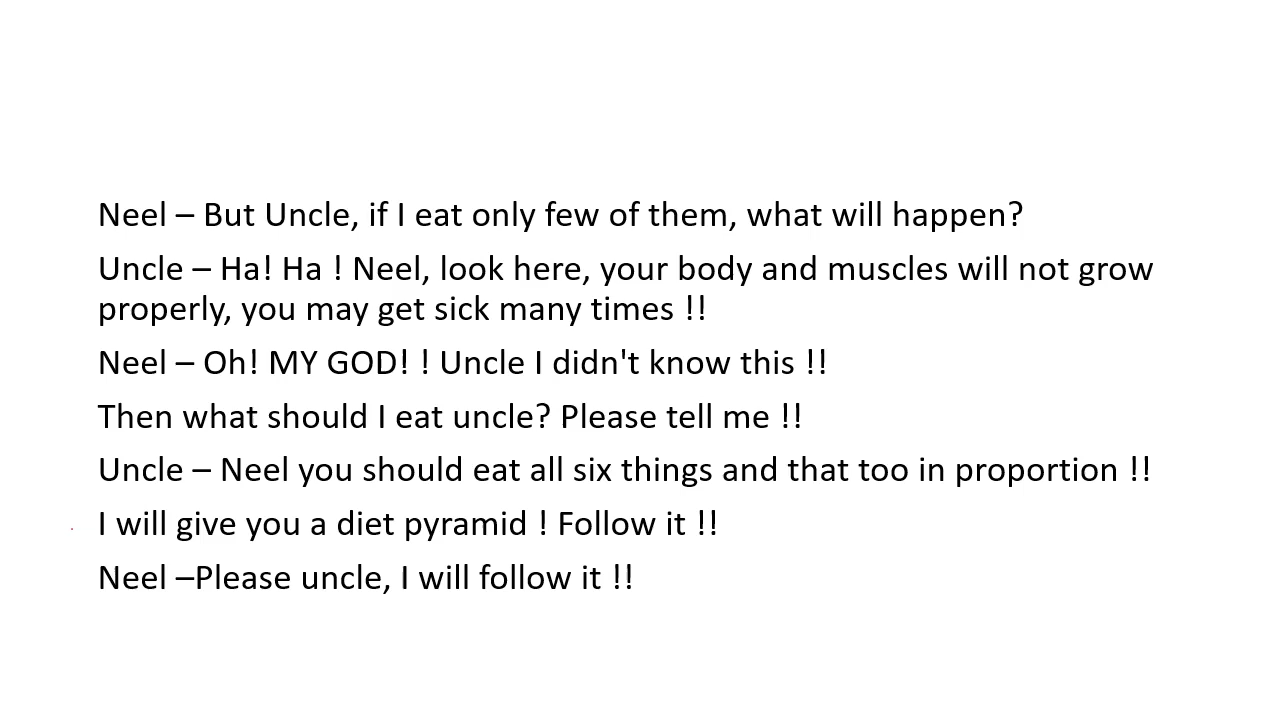 Neel – But Uncle, if I eat only few of them, what will happen?
Uncle – Ha! Ha ! Neel, look here, your body and muscles will not grow
properly, you may get sick many times !!
Neel – Oh! MY GOD! ! Uncle I didn't know this !!
Then what should I eat uncle? Please tell me !!
Uncle – Neel you should eat all six things and that too in proportion !!
I will give you a diet pyramid ! Follow it !!
Neel –Please uncle, I will follow it !!